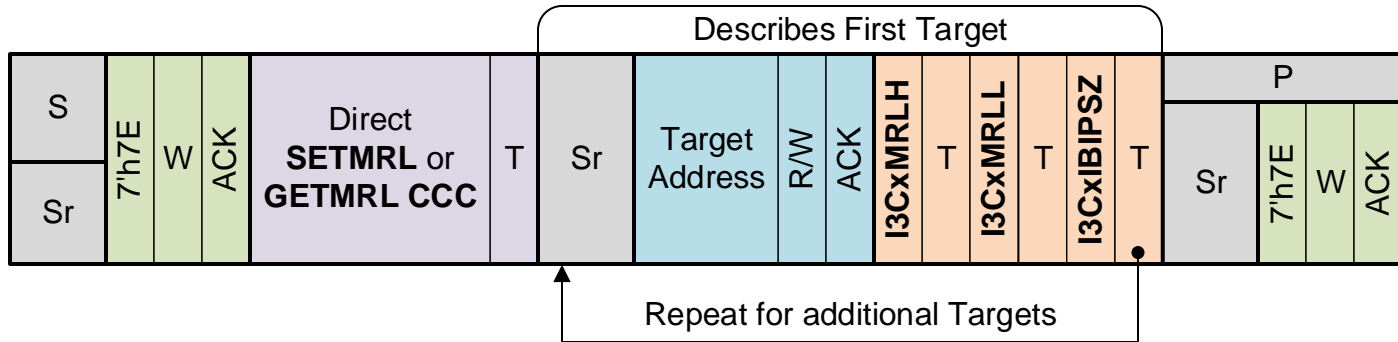 Describes First Target
S
Sr
7'h7E
W
ACK
Direct
SETMRL or
GETMRL CCC
T
Sr
Target
Address
R/W
ACK
I3CxMRLH
T
I3CxMRLL
T
I3CxIBIPSZ
T
P
Sr
7'h7E
W
ACK
Repeat for additional Targets